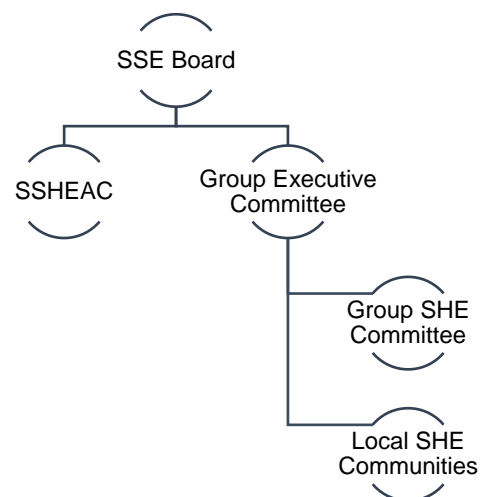 SSE Board
SSHEAC
Group Executive
Committee
Group SHE
Committee
Local SHE
Communities